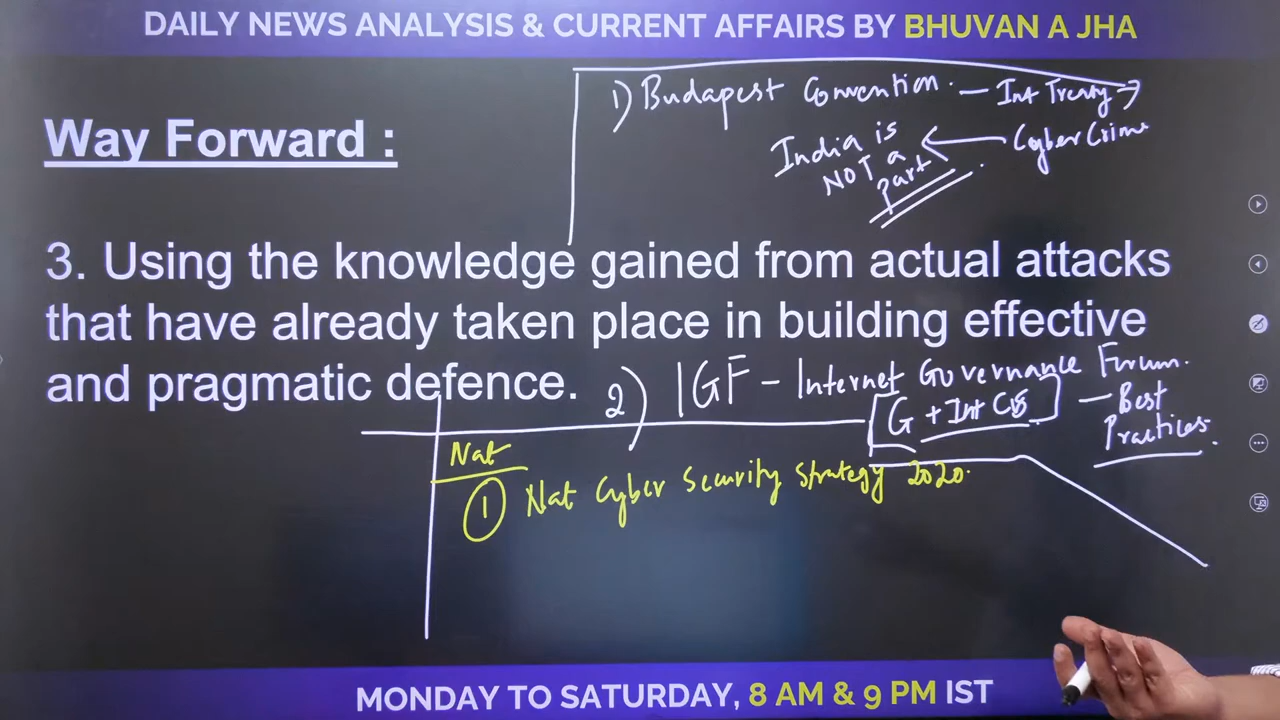 DAILY NEWS ANALYSIS & CURRENT AFFAIRS BY BHUVAN A JHA
1) Budapest Convention. — Int Treaty →
Cyber Crime
India is
NOT a
part
Way Forward :
3. Using the knowledge gained from actual attacks
that have already taken place in building effective
and pragmatic defence.
2) IGF - Internet Governance Forum.
[G + Int CS] — Best
Practices.
Nat
① Nat Cyber Security Strategy 2020.
MONDAY TO SATURDAY, 8 AM & 9 PM IST